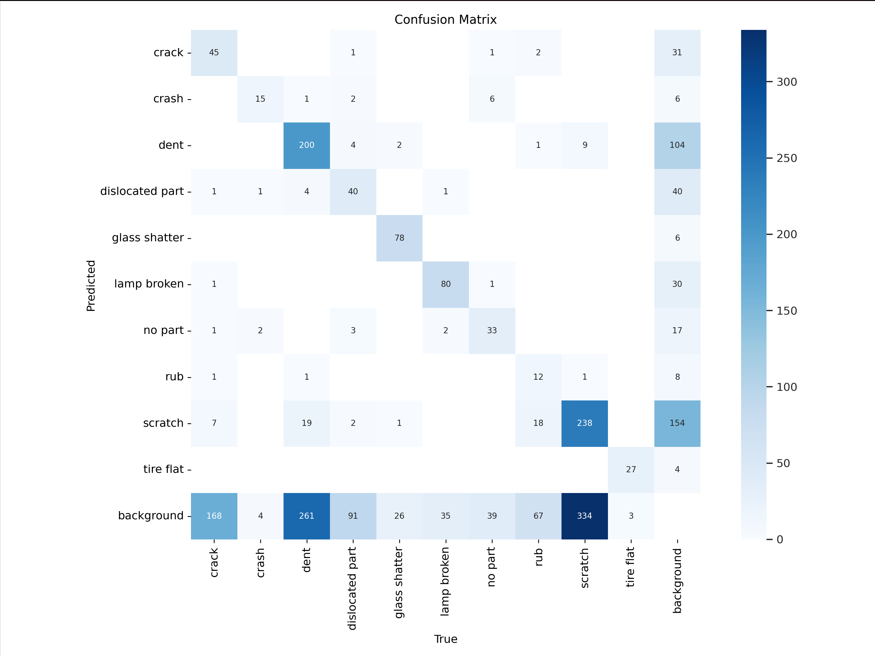 Confusion Matrix
crack 45 1 1 2 31
crash 15 1 2 6 6
dent 200 4 2 1 9 104
dislocated part 1 1 4 40 1 40
glass shatter 78 6
lamp broken 1 80 1 30
no part 1 2 3 2 33 17
rub 1 1 12 1 8
scratch 7 19 2 1 18 238 154
tire flat 27 4
background 168 4 261 91 26 35 39 67 334 3
crack
crash
dent
dislocated part
glass shatter
lamp broken
no part
rub
scratch
tire flat
background
True
Predicted
300
250
200
150
100
50
0